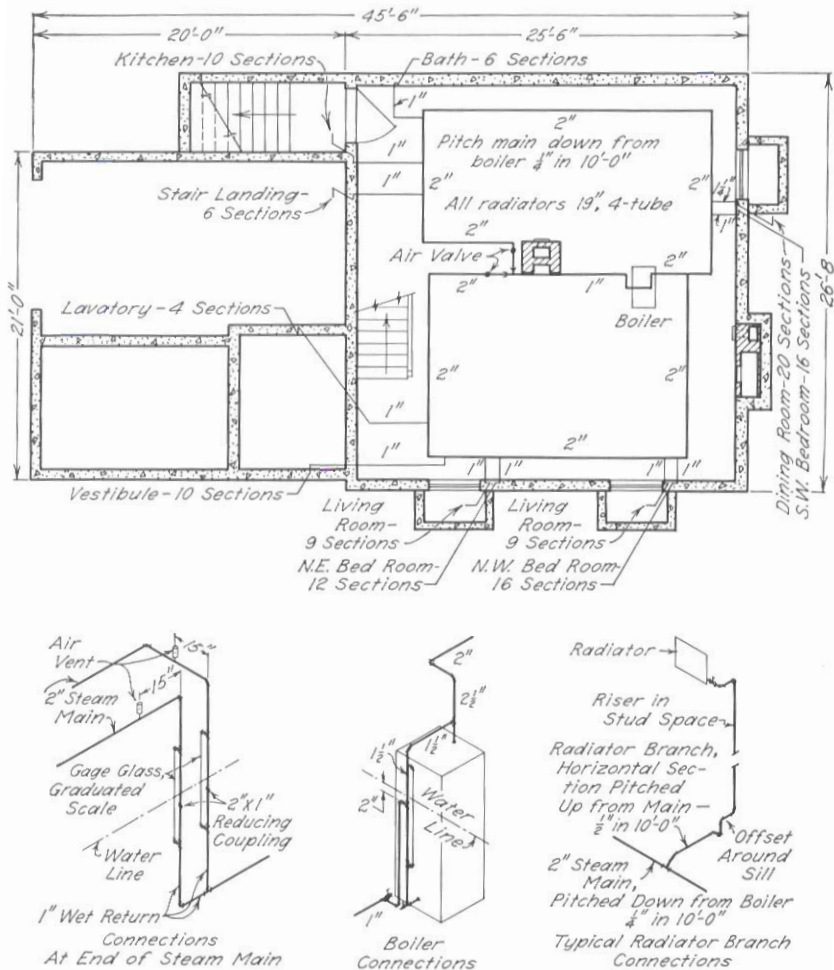 45'-6"
20'-0"
25'-6"
Kitchen-10 Sections
Bath-6 Sections
1"
2"
Pitch main down from
boiler 1/4" in 10'-0"
1"
1"
2"
2"
1 1/4"
1"
Stair Landing-
6 Sections
All radiators 19", 4-tube
2"
Air Valve
2"
1"
2"
Boiler
26'-8
21'-0"
Lavatory-4 Sections
2"
2"
1"
1"
2"
1"
1"
1"
1"
Vestibule-10 Sections
Living
Room-
9 Sections
N.E. Bed Room-
12 Sections
Living
Room-
9 Sections
N.W. Bed Room-
16 Sections
Dining Room-20 Sections
S.W. Bedroom-16 Sections
Air
Vent
15"
15"
2" Steam
Main
Gage Glass,
Graduated
Scale
2"x1"
Reducing
Coupling
Water
Line
1" Wet Return
Connections
At End of Steam Main
2"
2 1/2"
1 1/2"
1 1/2"
2"
Water
Line
1"
Boiler
Connections
Radiator
Riser in
Stud Space
Radiator Branch,
Horizontal Sec-
tion Pitched
Up from Main-
1/2" in 10'-0"
Offset
Around
Sill
2" Steam
Main,
Pitched Down from Boiler
1/4" in 10'-0"
Typical Radiator Branch
Connections